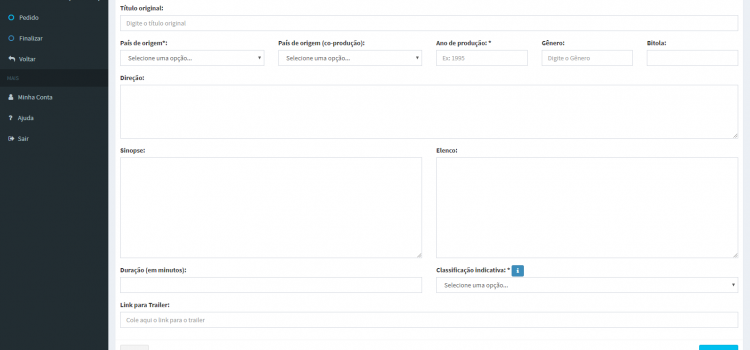 Título original:
Digite o título original
Pedido
Finalizar
Voltar
MAIS
Minha Conta
Ajuda
Sair
País de origem*:
País de origem (co-produção):
Ano de produção: *
Gênero:
Bitola:
Selecione uma opção...
Selecione uma opção...
Ex: 1995
Digite o Gênero
Direção:
Sinopse:
Elenco:
Duração (em minutos):
Classificação indicativa: *
Selecione uma opção...
Link para Trailer:
Cole aqui o link para o trailer